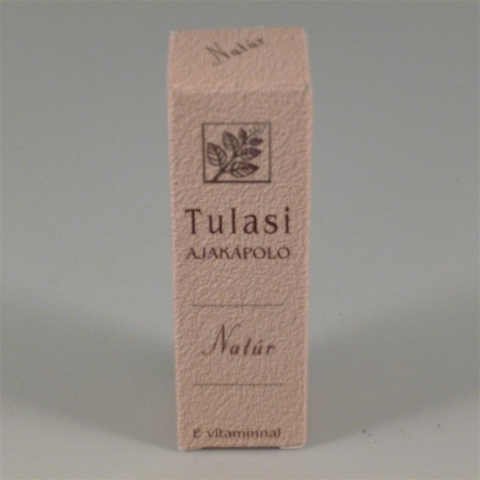 Natúr
Tulasi
AJAKÁPOLÓ
Natúr
E vitaminnal